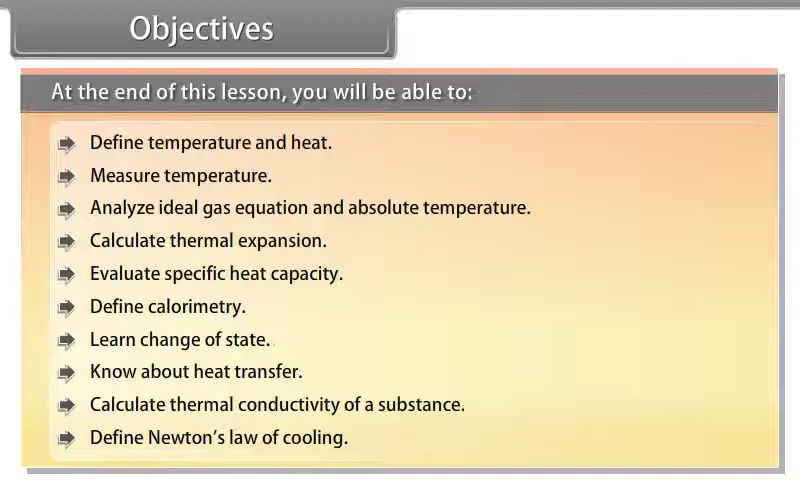 Objectives
At the end of this lesson, you will be able to:
Define temperature and heat.
Measure temperature.
Analyze ideal gas equation and absolute temperature.
Calculate thermal expansion.
Evaluate specific heat capacity.
Define calorimetry.
Learn change of state.
Know about heat transfer.
Calculate thermal conductivity of a substance.
Define Newton's law of cooling.